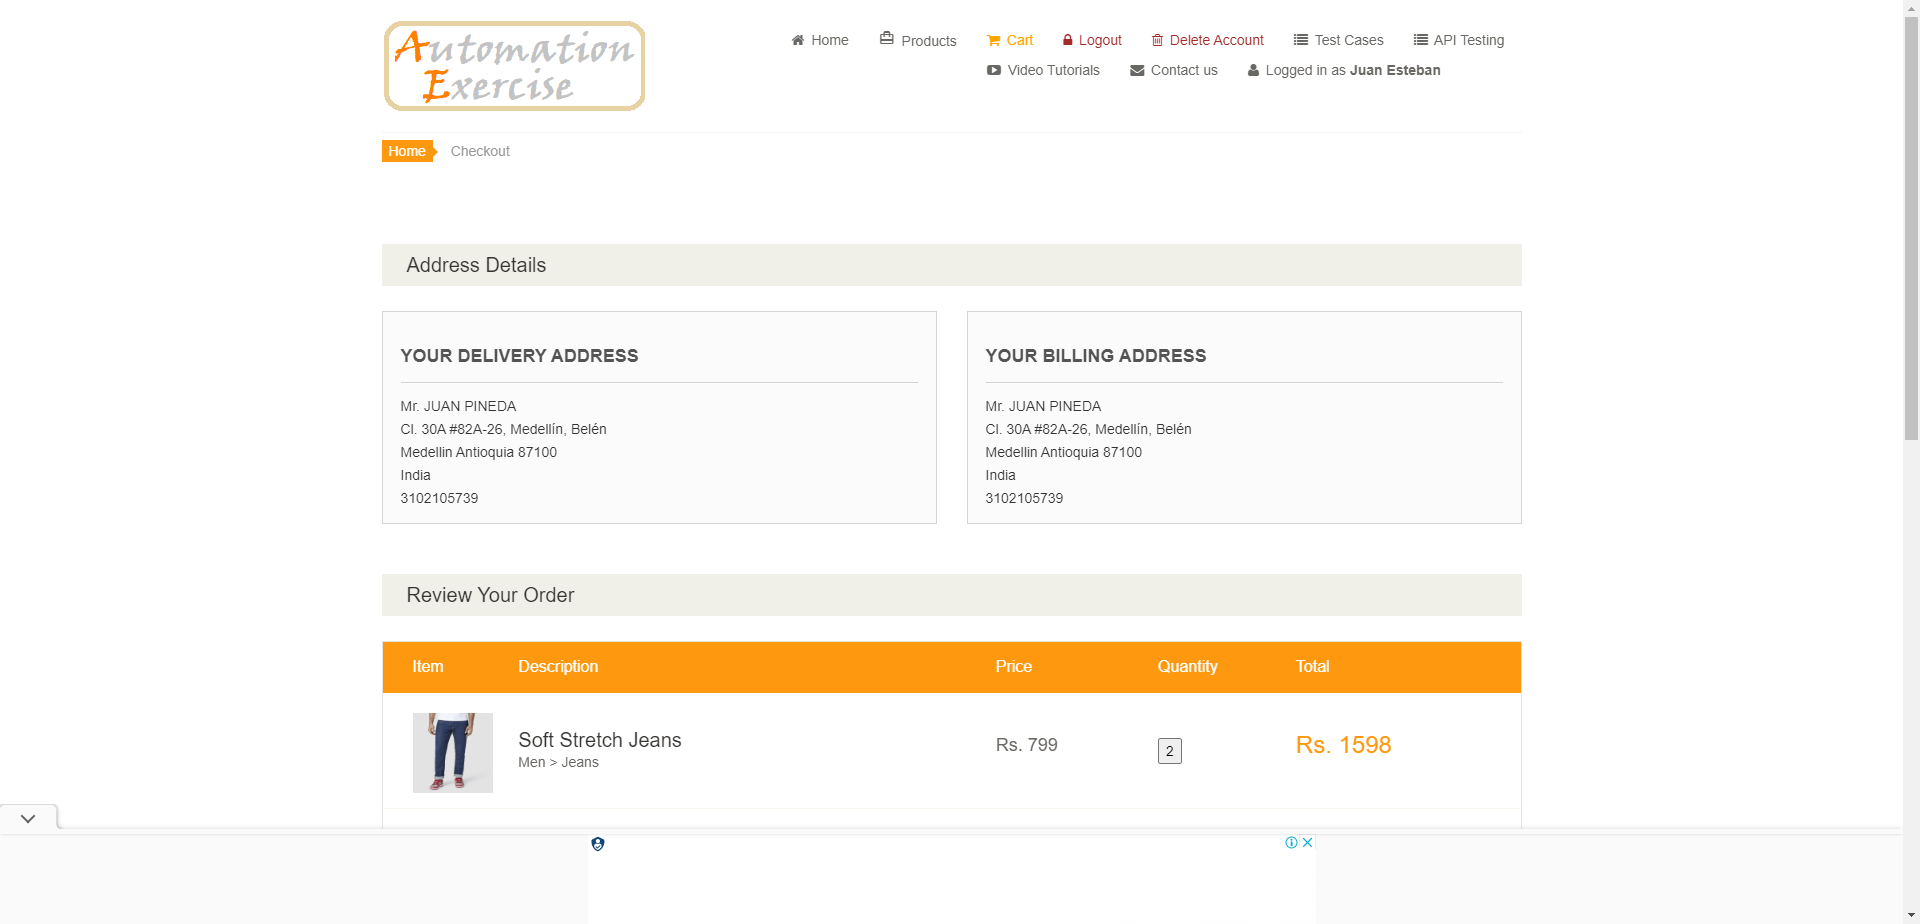 Automation
Exercise
Home
Products
Cart
Logout
Delete Account
Test Cases
API Testing
Video Tutorials
Contact us
Logged in as Juan Esteban
Home
Checkout
Address Details
YOUR DELIVERY ADDRESS
Mr. JUAN PINEDA
Cl. 30A #82A-26, Medellín, Belén
Medellin Antioquia 87100
India
3102105739
YOUR BILLING ADDRESS
Mr. JUAN PINEDA
Cl. 30A #82A-26, Medellín, Belén
Medellin Antioquia 87100
India
3102105739
Review Your Order
Item Description Price Quantity Total
Soft Stretch Jeans
Men > Jeans
Rs. 799
2
Rs. 1598